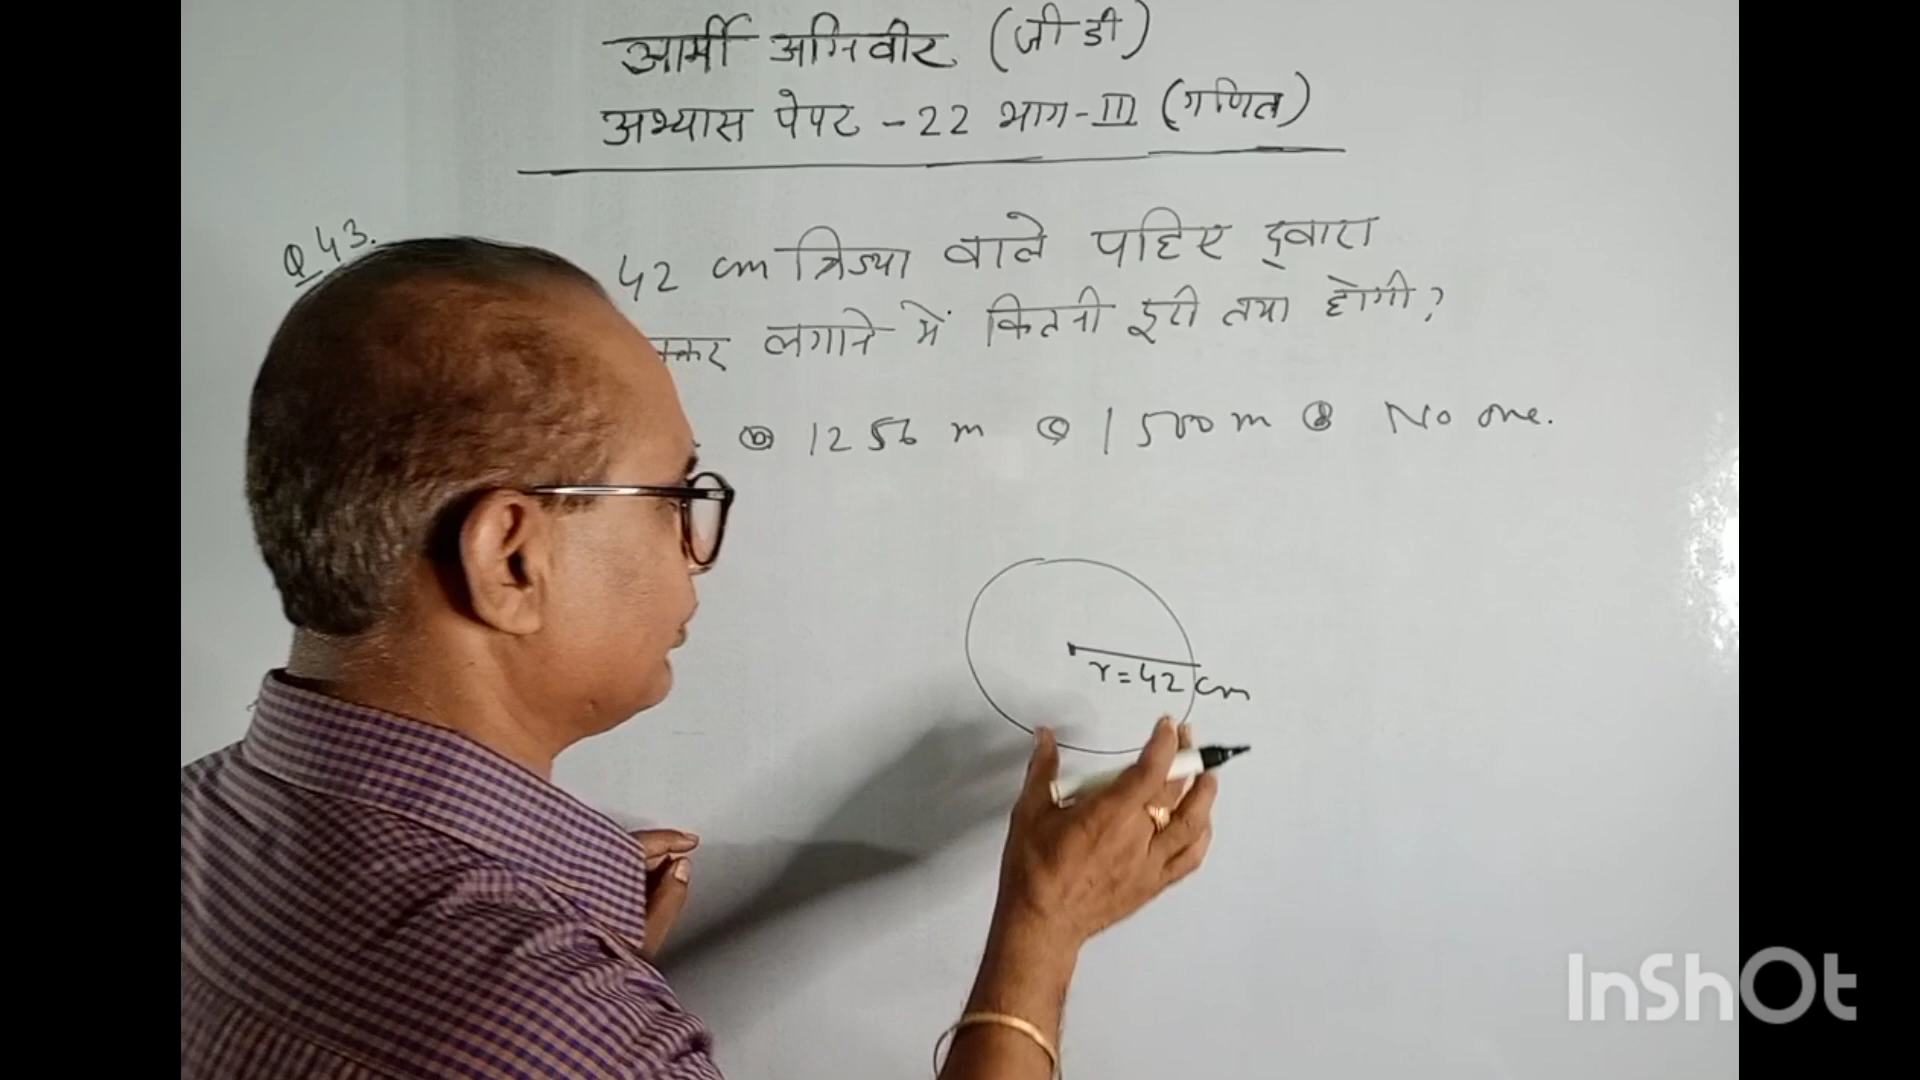 आर्मी अग्निवीर (जी डी)
अभ्यास पेपर - 22 भाग - III (गणित)
Q 43.
42 cm त्रिज्या वाले पहिए द्वारा
लगाने में कितनी दूरी तय होगी?
ⓑ 1256 m ⓒ 1500 m ⓓ No one.
r = 42 cm
InShOt